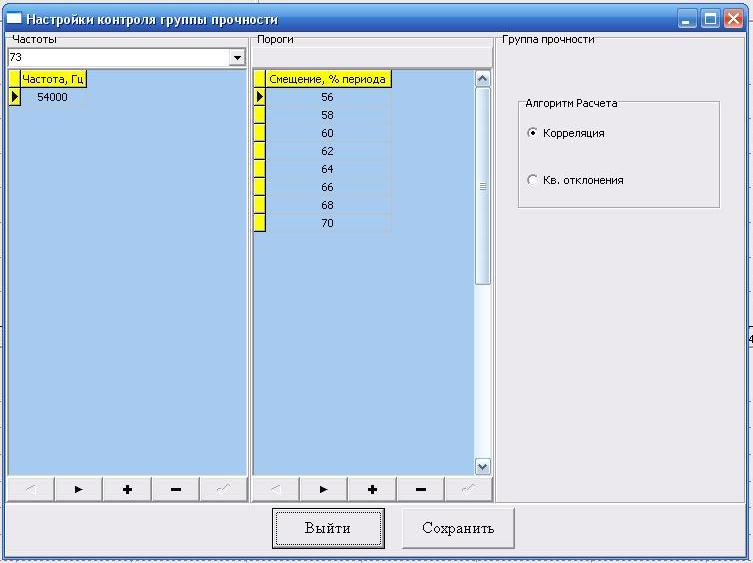 Настройки контроля группы прочности
Частоты
73
Частота, Гц
54000
Пороги
Смещение, % периода
56
58
60
62
64
66
68
70
Группа прочности
Алгоритм Расчета
Корреляция
Кв. отклонения
Выйти
Сохранить
4